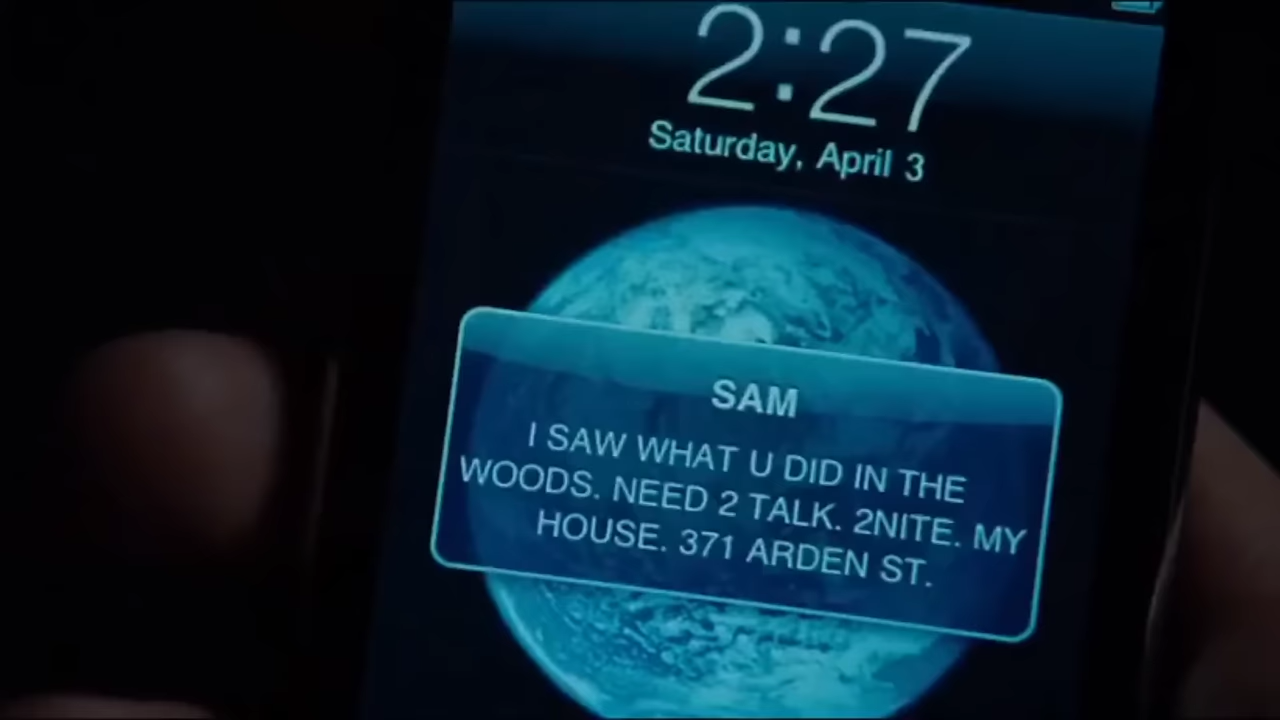 2:27
Saturday, April 3
SAM
I SAW WHAT U DID IN THE
WOODS. NEED 2 TALK. 2NITE. MY
HOUSE. 371 ARDEN ST.